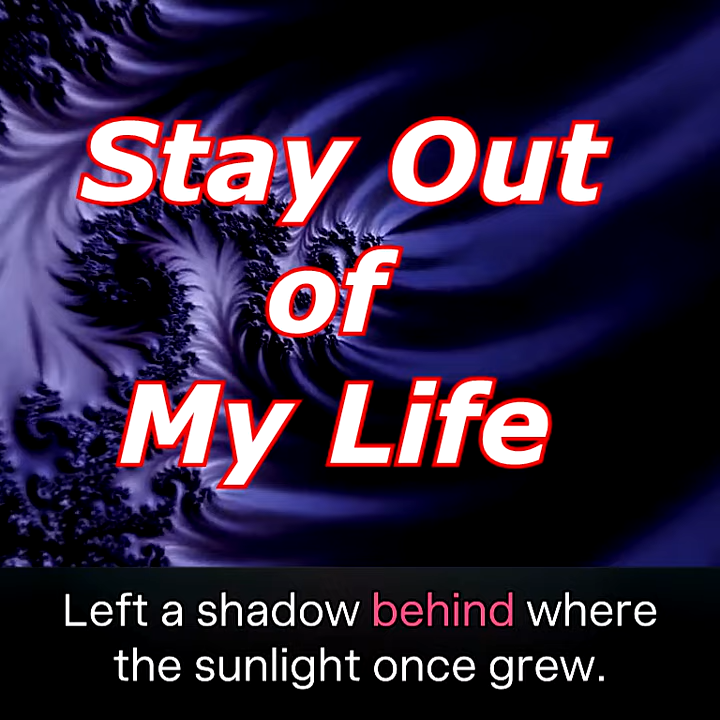 Stay Out
of
My Life
Left a shadow behind where
the sunlight once grew.